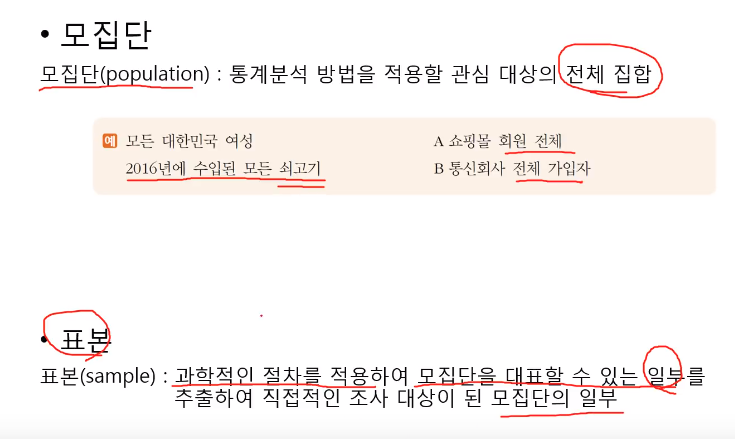 • 모집단
모집단(population) : 통계분석 방법을 적용할 관심 대상의 전체 집합
예 모든 대한민국 여성 A 쇼핑몰 회원 전체
2016년에 수입된 모든 쇠고기 B 통신회사 전체 가입자
• 표본
표본(sample) : 과학적인 절차를 적용하여 모집단을 대표할 수 있는 일부를
추출하여 직접적인 조사 대상이 된 모집단의 일부